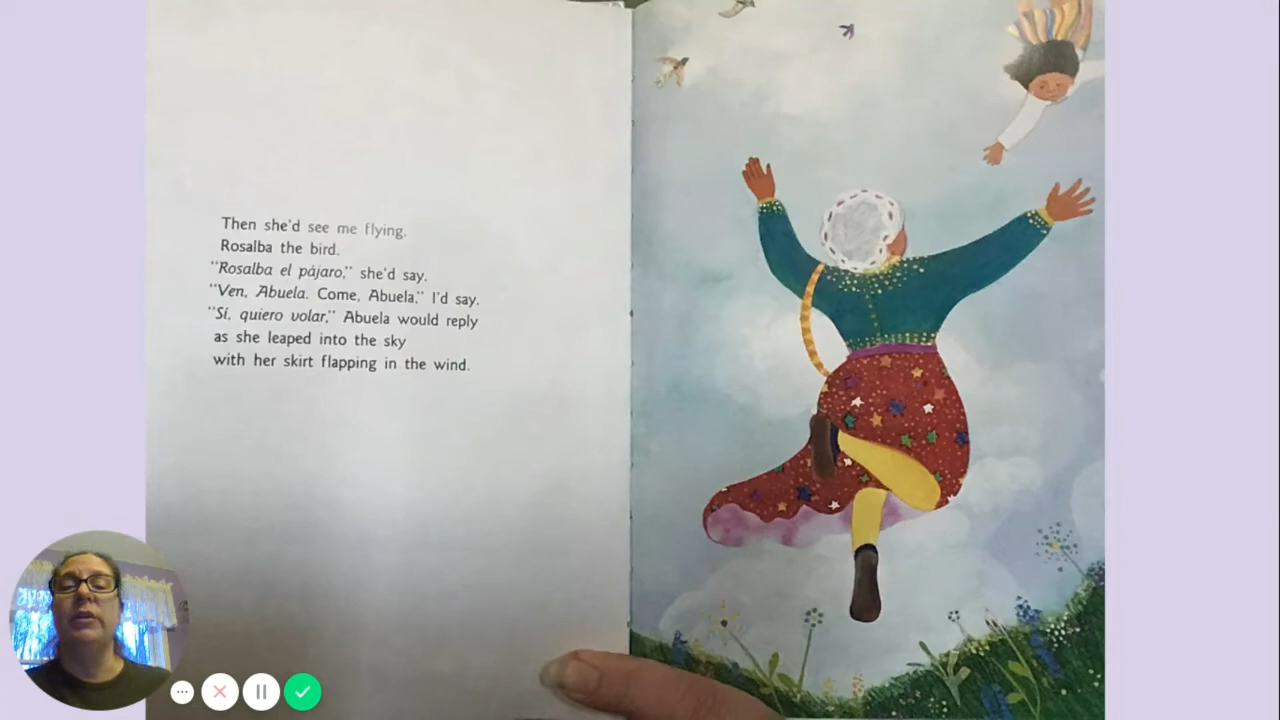 Then she'd see me flying.
Rosalba the bird.
"Rosalba el pájaro," she'd say.
"Ven, Abuela. Come, Abuela," I'd say.
"Sí, quiero volar," Abuela would reply
as she leaped into the sky
with her skirt flapping in the wind.